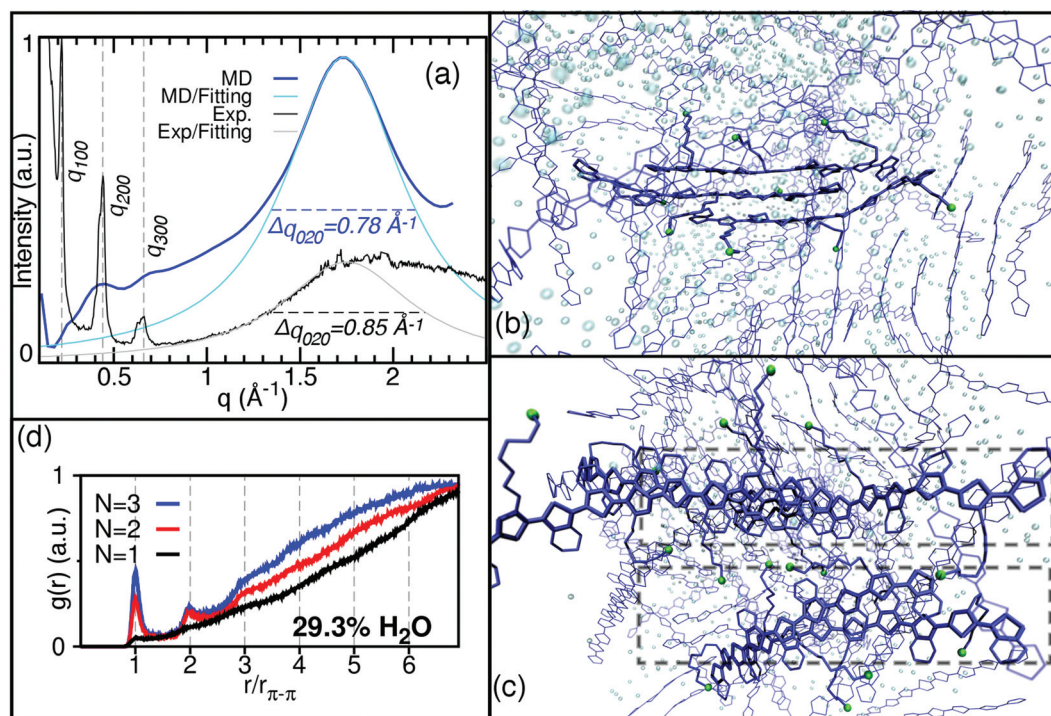 1
(a)
MD
MD/Fitting
Exp.
Exp/Fitting
Intensity (a.u.)
q100
q200
q300
Δq020=0.78 Å-1
Δq020=0.85 Å-1
0
0.5
1
1.5
2
q (Å-1)
(b)
(c)
(d)
1
N=3
N=2
N=1
g(r) (a.u.)
29.3% H2O
0
1
2
3
4
5
6
r/rπ-π